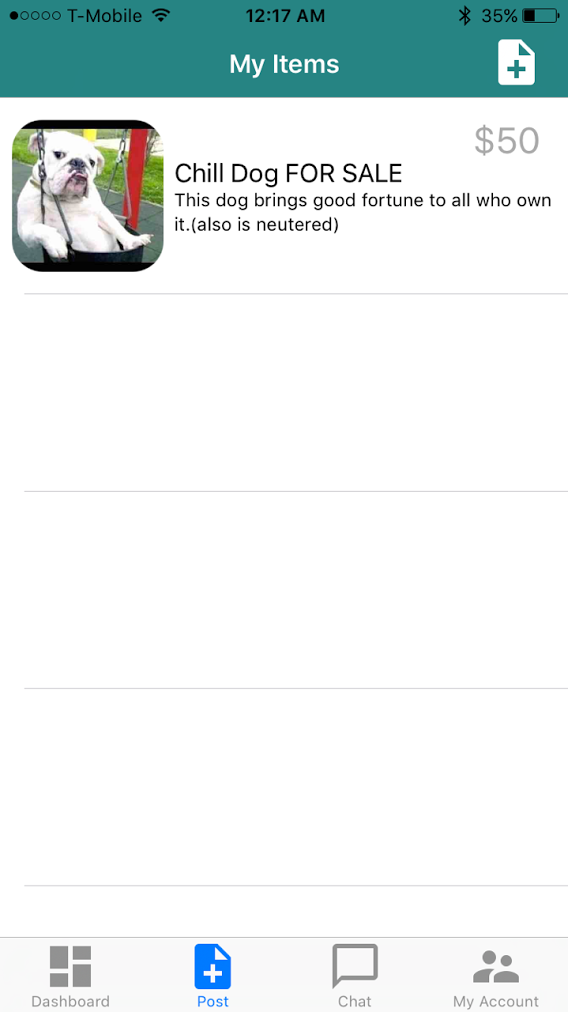 T-Mobile 12:17 AM 35%
My Items
$50
Chill Dog FOR SALE
This dog brings good fortune to all who own
it.(also is neutered)
Dashboard Post Chat My Account